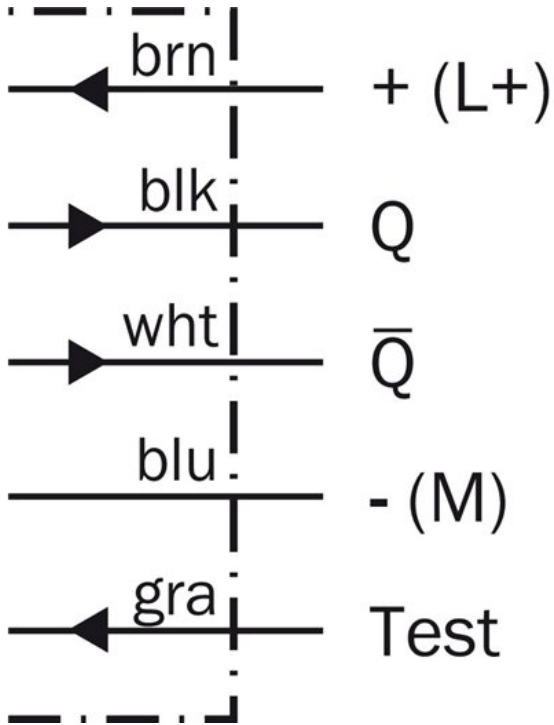 brn + (L+)
blk Q
wht Q̅
blu - (M)
gra Test